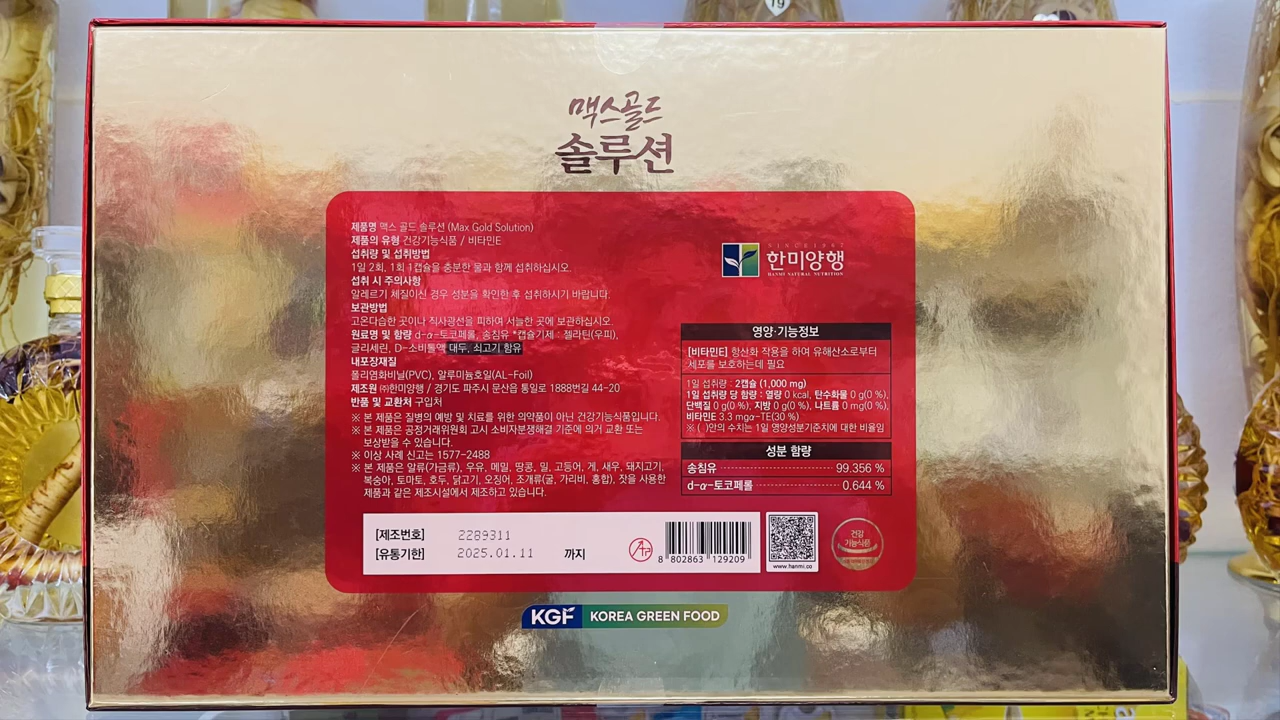 19
맥스골드
솔루션
제품명 맥스 골드 솔루션 (Max Gold Solution)
제품의 유형 건강기능식품 / 비타민E
섭취량 및 섭취방법
1일 2회, 1회 1캡슐을 충분한 물과 함께 섭취하십시오.
섭취 시 주의사항
알레르기 체질이신 경우 성분을 확인한 후 섭취하시기 바랍니다.
보관방법
고온다습한 곳이나 직사광선을 피하여 서늘한 곳에 보관하십시오.
원료명 및 함량 d-α-토코페롤, 송침유 *캡슐기제 : 젤라틴(우피),
글리세린, D-소비톨액 대두, 쇠고기 함유
내포장재질
폴리염화비닐(PVC), 알루미늄호일(AL-Foil)
제조원 ㈜한미양행 / 경기도 파주시 문산읍 통일로 1888번길 44-20
반품 및 교환처 구입처
※ 본 제품은 질병의 예방 및 치료를 위한 의약품이 아닌 건강기능식품입니다.
※ 본 제품은 공정거래위원회 고시 소비자분쟁해결 기준에 의거 교환 또는
보상받을 수 있습니다.
※ 이상 사례 신고는 1577-2488
※ 본 제품은 알류(가금류), 우유, 메밀, 땅콩, 밀, 고등어, 게, 새우, 돼지고기,
복숭아, 토마토, 호두, 닭고기, 오징어, 조개류(굴, 가리비, 홍합), 잣을 사용한
제품과 같은 제조시설에서 제조하고 있습니다.
SINCE 1967
한미양행
HANMI NATURAL NUTRITION
영양·기능정보
[비타민E] 항산화 작용을 하여 유해산소로부터
세포를 보호하는데 필요
1일 섭취량 : 2캡슐 (1,000 mg)
1일 섭취량 당 함량 : 열량 0 kcal, 탄수화물 0 g(0 %),
단백질 0 g(0 %), 지방 0 g(0 %), 나트륨 0 mg(0 %),
비타민E 3.3 mgα-TE(30 %)
※ ( )안의 수치는 1일 영양성분기준치에 대한 비율임
성분 함량
송침유 99.356 %
d-α-토코페롤 0.644 %
[제조번호] 2289311
[유통기한] 2025.01.11 까지
8 802863 129209
www.hanmi.co
건강
기능식품
KGF KOREA GREEN FOOD